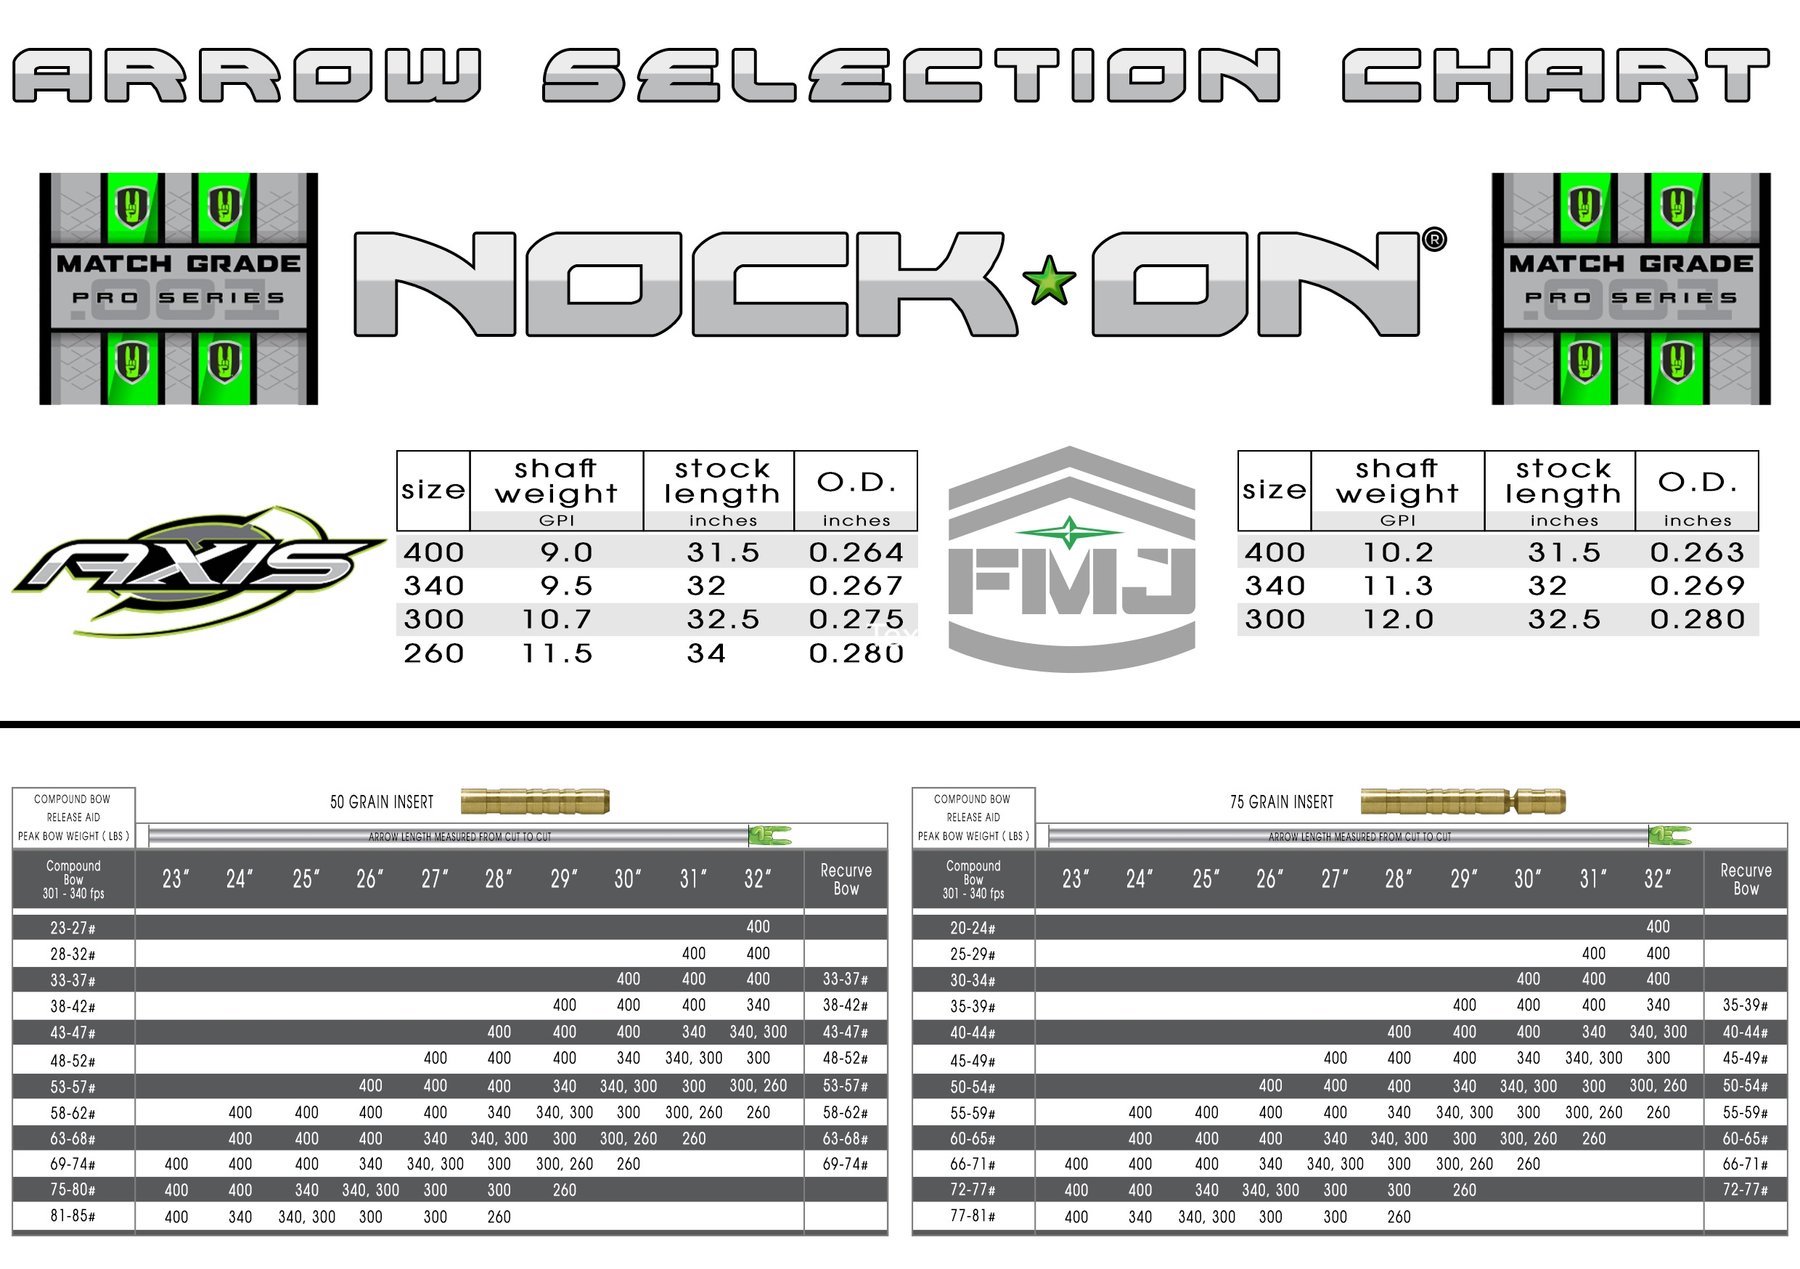 ARROW SELECTION CHART
MATCH GRADE
PRO SERIES
.001
NOCK ON®
MATCH GRADE
PRO SERIES
.001
AXIS
size shaft weight stock length O.D.
GPI inches inches
400 9.0 31.5 0.264
340 9.5 32 0.267
300 10.7 32.5 0.275
260 11.5 34 0.280
FMJ
size shaft weight stock length O.D.
GPI inches inches
400 10.2 31.5 0.263
340 11.3 32 0.269
300 12.0 32.5 0.280
COMPOUND BOW
RELEASE AID
PEAK BOW WEIGHT ( LBS )
50 GRAIN INSERT
ARROW LENGTH MEASURED FROM CUT TO CUT
Compound Bow 301 - 340 fps 23" 24" 25" 26" 27" 28" 29" 30" 31" 32" Recurve Bow
23-27# 400
28-32# 400 400
33-37# 400 400 400 33-37#
38-42# 400 400 400 340 38-42#
43-47# 400 400 400 340 340, 300 43-47#
48-52# 400 400 400 340 340, 300 300 48-52#
53-57# 400 400 400 340 340, 300 300 300, 260 53-57#
58-62# 400 400 400 400 340 340, 300 300 300, 260 260 58-62#
63-68# 400 400 400 340 340, 300 300 300, 260 260 63-68#
69-74# 400 400 400 340 340, 300 300 300, 260 260 69-74#
75-80# 400 400 340 340, 300 300 300 260
81-85# 400 340 340, 300 300 300 260
COMPOUND BOW
RELEASE AID
PEAK BOW WEIGHT ( LBS )
75 GRAIN INSERT
ARROW LENGTH MEASURED FROM CUT TO CUT
Compound Bow 301 - 340 fps 23" 24" 25" 26" 27" 28" 29" 30" 31" 32" Recurve Bow
20-24# 400
25-29# 400 400
30-34# 400 400 400
35-39# 400 400 400 340 35-39#
40-44# 400 400 400 340 340, 300 40-44#
45-49# 400 400 400 340 340, 300 300 45-49#
50-54# 400 400 400 340 340, 300 300 300, 260 50-54#
55-59# 400 400 400 400 340 340, 300 300 300, 260 260 55-59#
60-65# 400 400 400 340 340, 300 300 300, 260 260 60-65#
66-71# 400 400 400 340 340, 300 300 300, 260 260 66-71#
72-77# 400 400 340 340, 300 300 300 260 72-77#
77-81# 400 340 340, 300 300 300 260